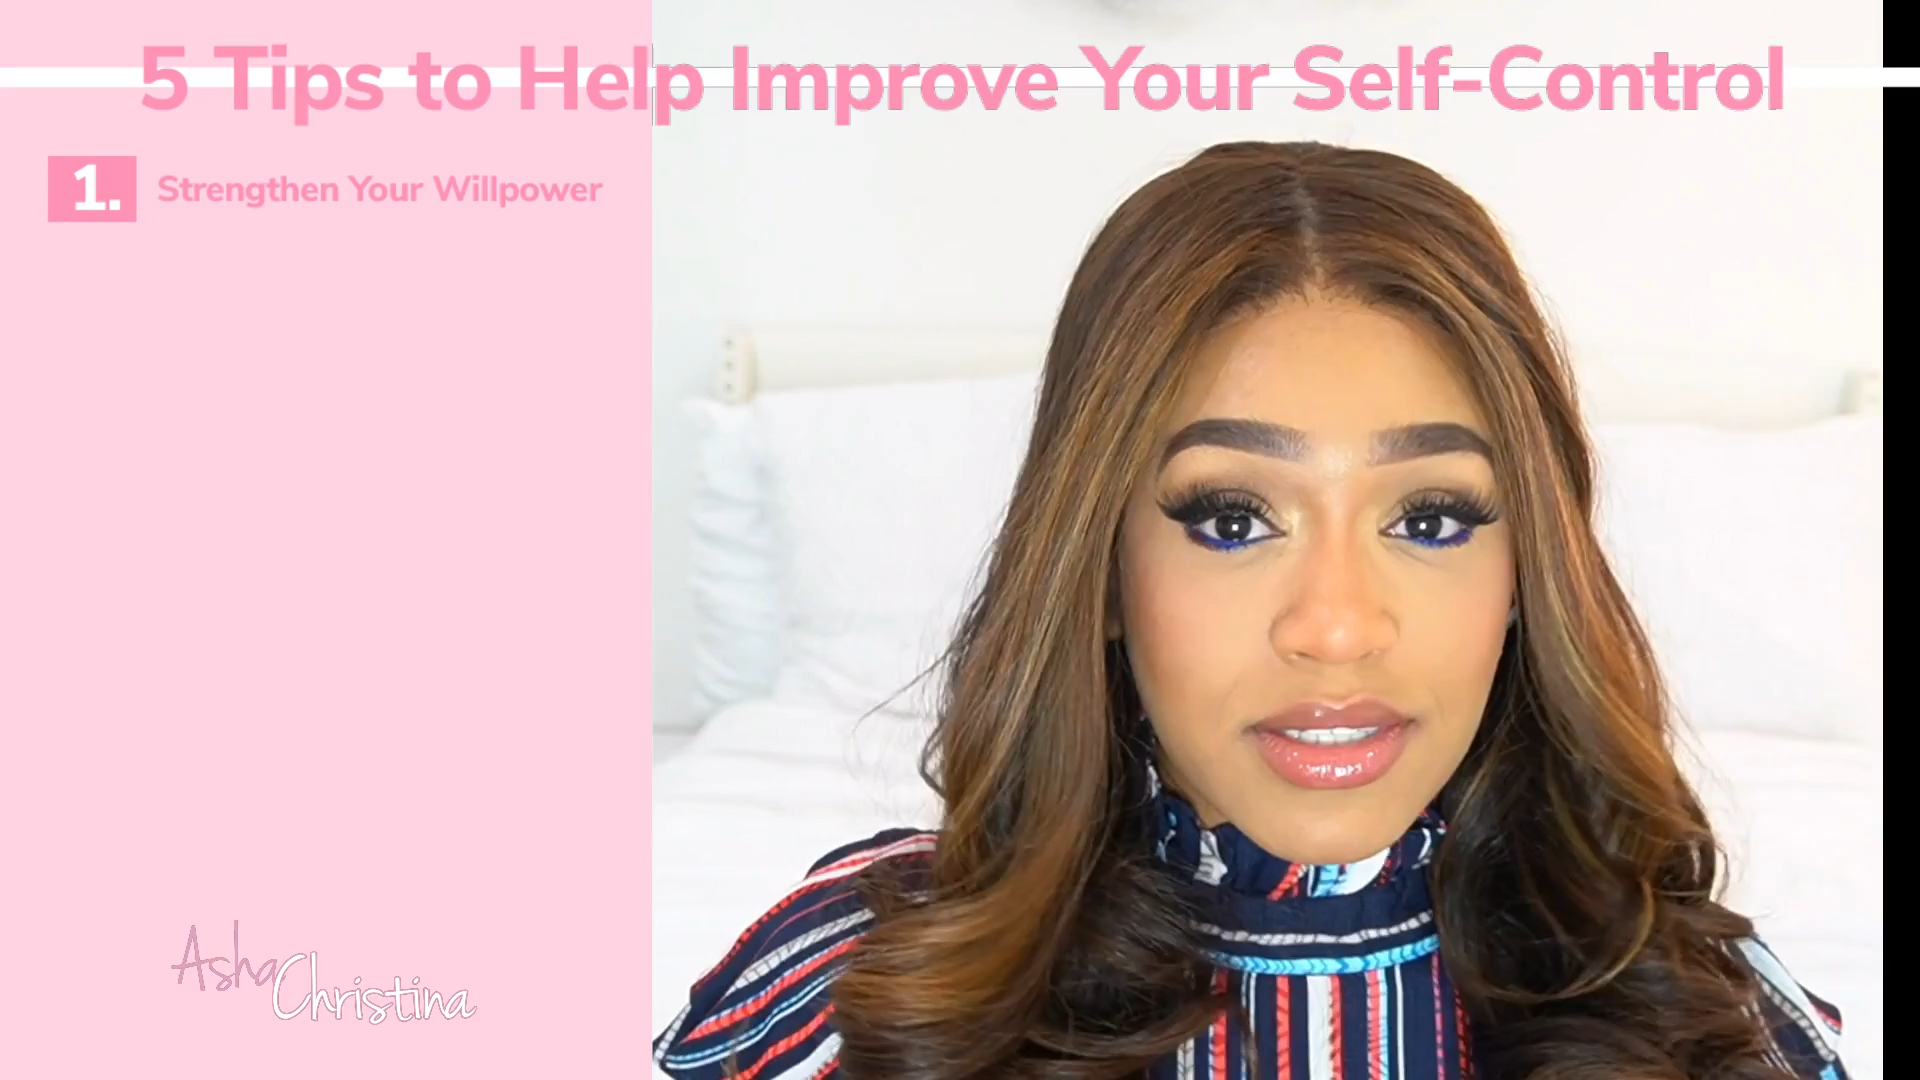 5 Tips to Help Improve Your Self-Control
1. Strengthen Your Willpower
Asha
Christina